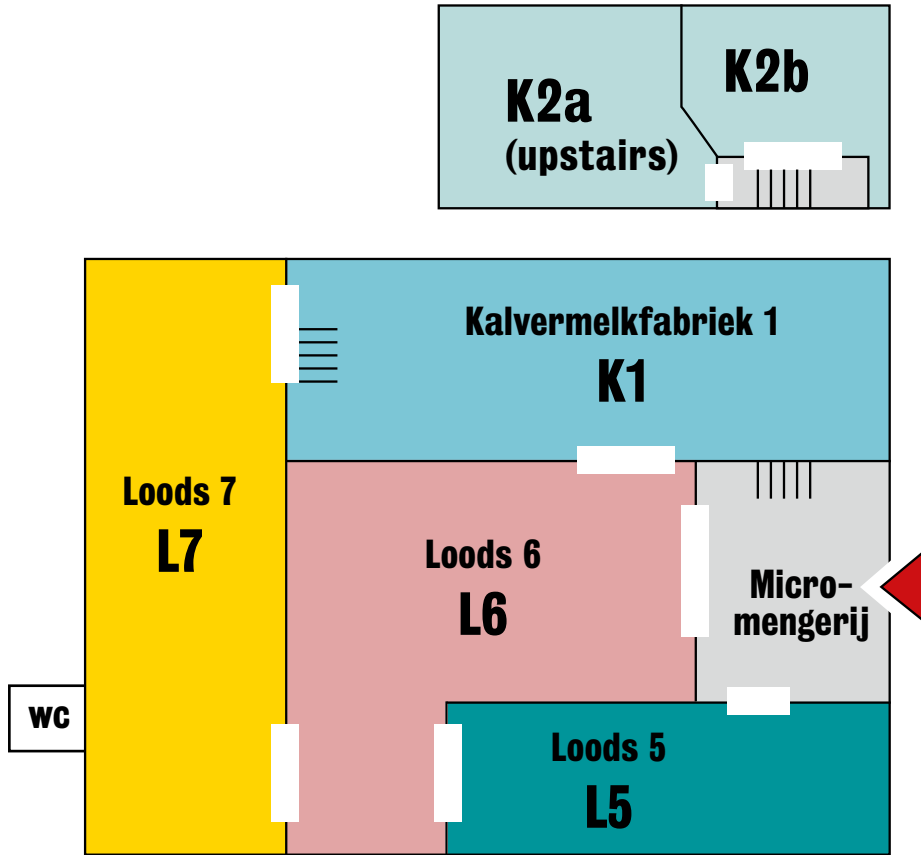 K2a
(upstairs)
K2b
Kalvermelkfabriek 1
K1
Loods 7
L7
Loods 6
L6
Micro-
mengerij
WC
Loods 5
L5